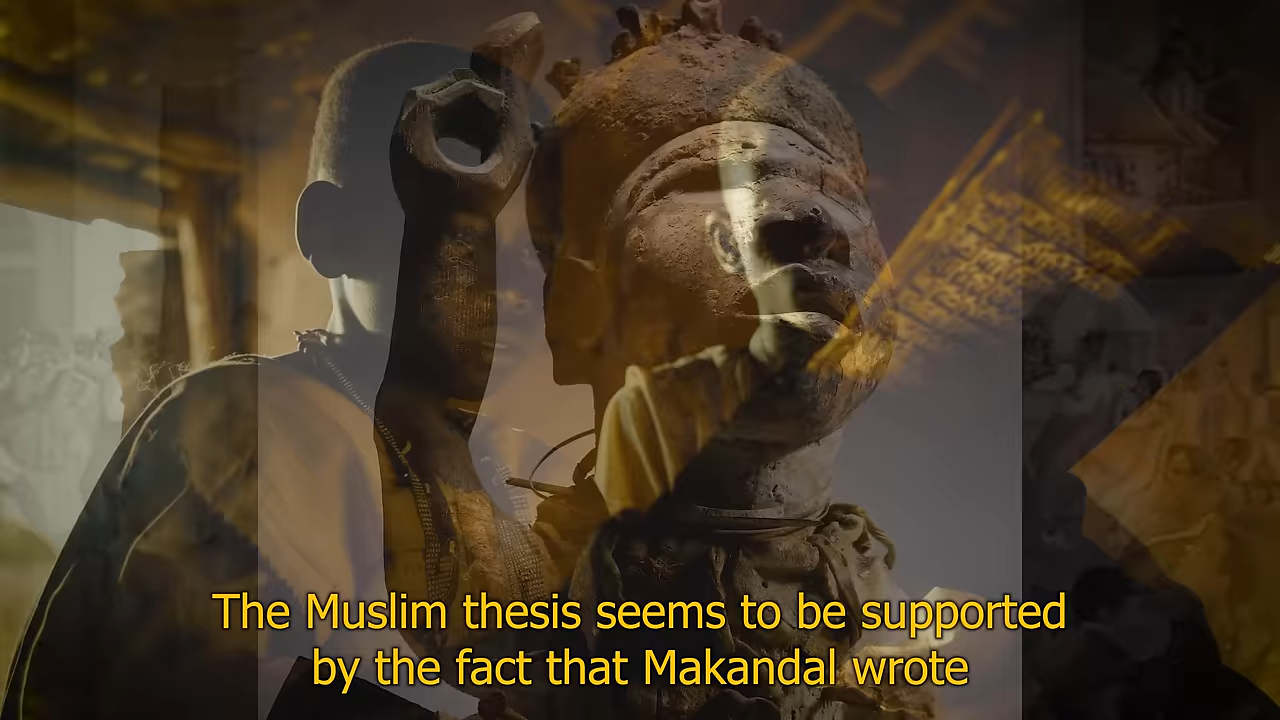 The Muslim thesis seems to be supported
by the fact that Makandal wrote